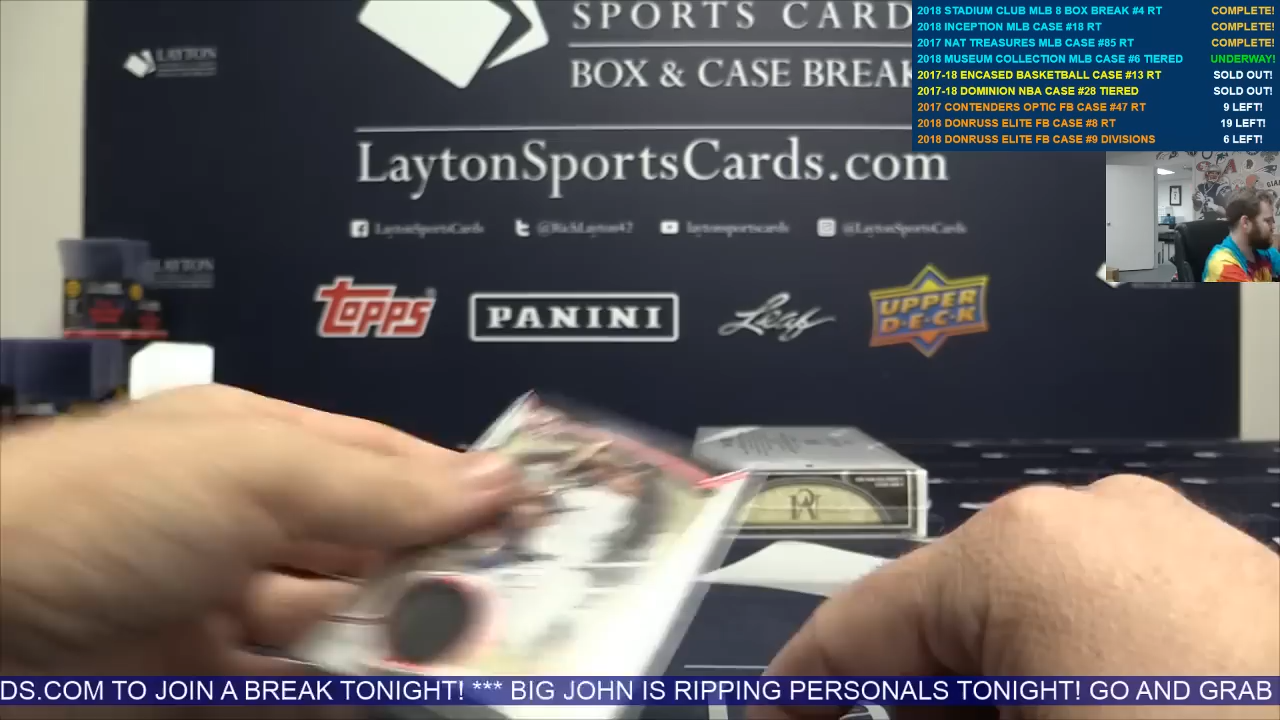 SPORTS CARD
BOX & CASE BREAK
LaytonSportsCards.com
LaytonSportsCards
@RichLayton42
laytonsportscards
@LaytonSportsCards
LAYTON
LAYTON
topps
PANINI
Leaf
UPPER
D·E·C·K
2018 STADIUM CLUB MLB 8 BOX BREAK #4 RT COMPLETE!
2018 INCEPTION MLB CASE #18 RT COMPLETE!
2017 NAT TREASURES MLB CASE #85 RT COMPLETE!
2018 MUSEUM COLLECTION MLB CASE #6 TIERED UNDERWAY!
2017-18 ENCASED BASKETBALL CASE #13 RT SOLD OUT!
2017-18 DOMINION NBA CASE #28 TIERED SOLD OUT!
2017 CONTENDERS OPTIC FB CASE #47 RT 9 LEFT!
2018 DONRUSS ELITE FB CASE #8 RT 19 LEFT!
2018 DONRUSS ELITE FB CASE #9 DIVISIONS 6 LEFT!
DS.COM TO JOIN A BREAK TONIGHT! *** BIG JOHN IS RIPPING PERSONALS TONIGHT! GO AND GRAB